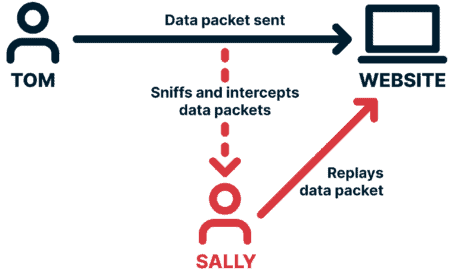 Data packet sent
TOM
WEBSITE
Sniffs and intercepts
data packets
Replays
data packet
SALLY